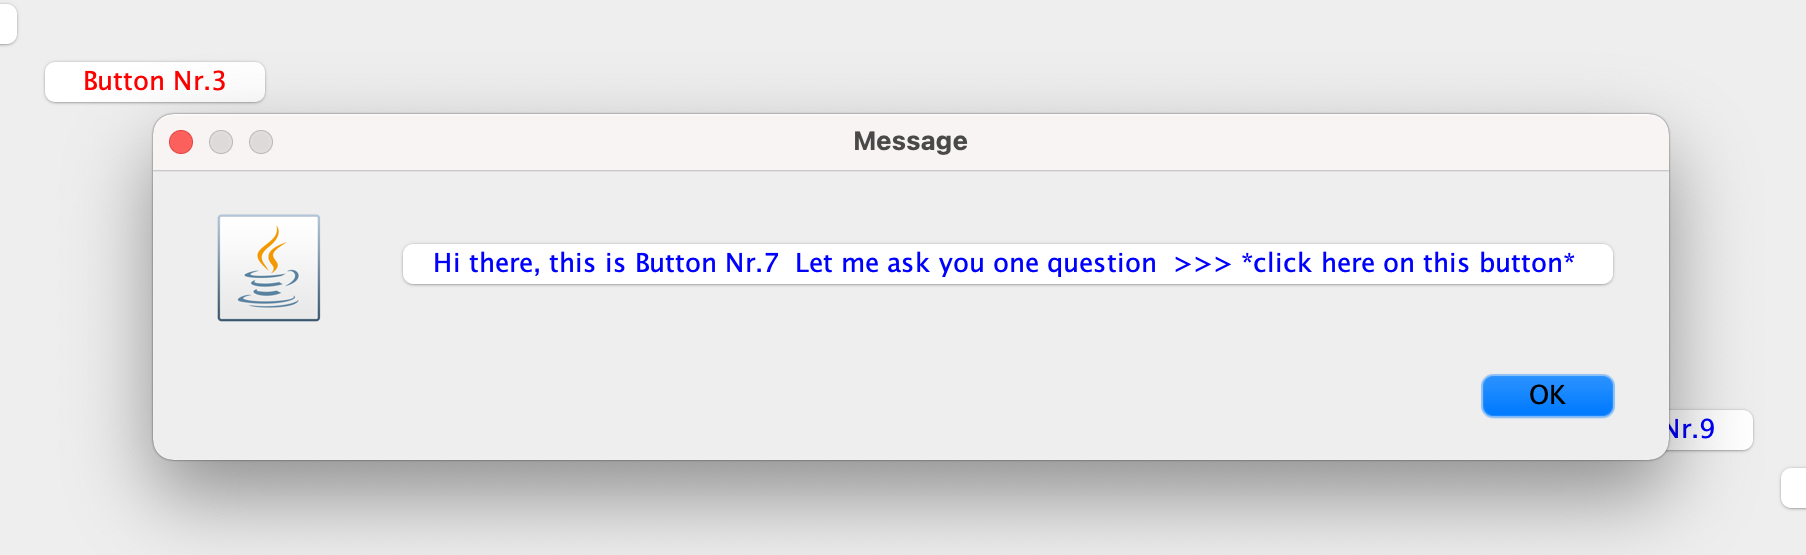 Button Nr.3
Message
Hi there, this is Button Nr.7  Let me ask you one question  >>> *click here on this button*
OK
Nr.9